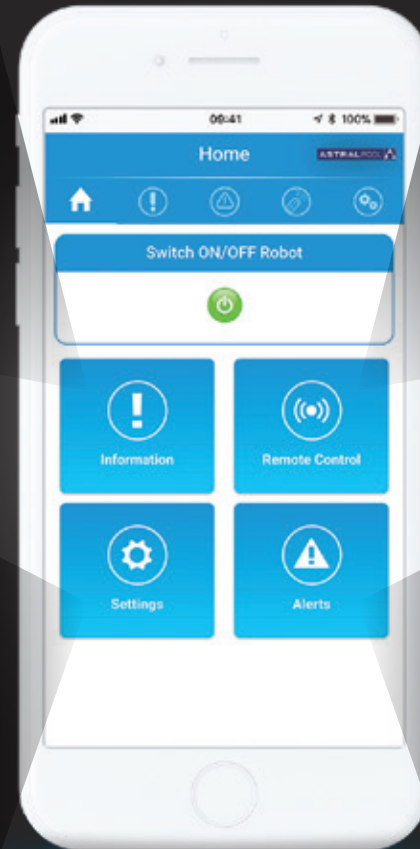 09:41
100%
Home
ASTRALPOOL
Switch ON/OFF Robot
Information
Remote Control
Settings
Alerts